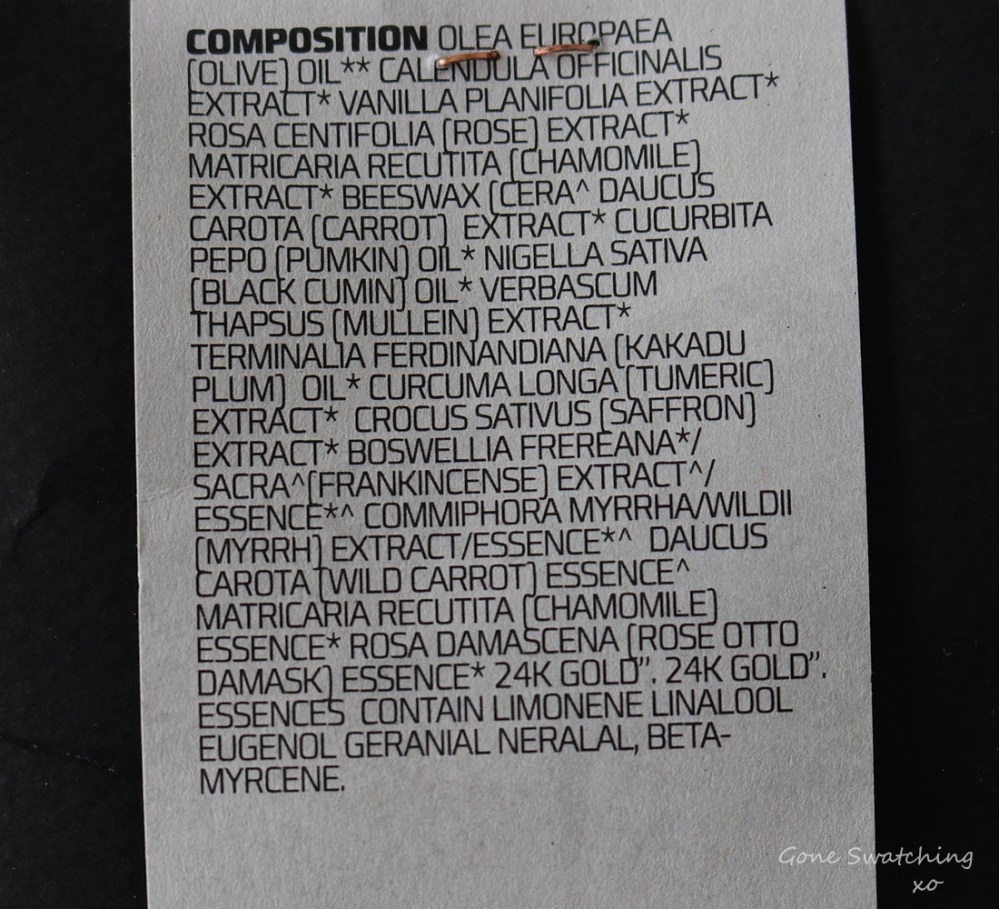 COMPOSITION OLEA EUROPAEA
(OLIVE) OIL** CALENDULA OFFICINALIS
EXTRACT* VANILLA PLANIFOLIA EXTRACT*
ROSA CENTIFOLIA (ROSE) EXTRACT*
MATRICARIA RECUTITA (CHAMOMILE)
EXTRACT* BEESWAX (CERA^ DAUCUS
CAROTA (CARROT) EXTRACT* CUCURBITA
PEPO (PUMKIN) OIL* NIGELLA SATIVA
(BLACK CUMIN) OIL* VERBASCUM
THAPSUS (MULLEIN) EXTRACT*
TERMINALIA FERDINANDIANA (KAKADU
PLUM) OIL* CURCUMA LONGA (TUMERIC)
EXTRACT* CROCUS SATIVUS (SAFFRON)
EXTRACT* BOSWELLIA FREREANA*/
SACRA^(FRANKINCENSE) EXTRACT^/
ESSENCE*^ COMMIPHORA MYRRHA/WILDII
(MYRRH) EXTRACT/ESSENCE*^ DAUCUS
CAROTA (WILD CARROT) ESSENCE^
MATRICARIA RECUTITA (CHAMOMILE)
ESSENCE* ROSA DAMASCENA (ROSE OTTO
DAMASK) ESSENCE* 24K GOLD”. 24K GOLD”.
ESSENCES CONTAIN LIMONENE LINALOOL
EUGENOL GERANIAL NERALAL, BETA-
MYRCENE.
Gone Swatching
xo